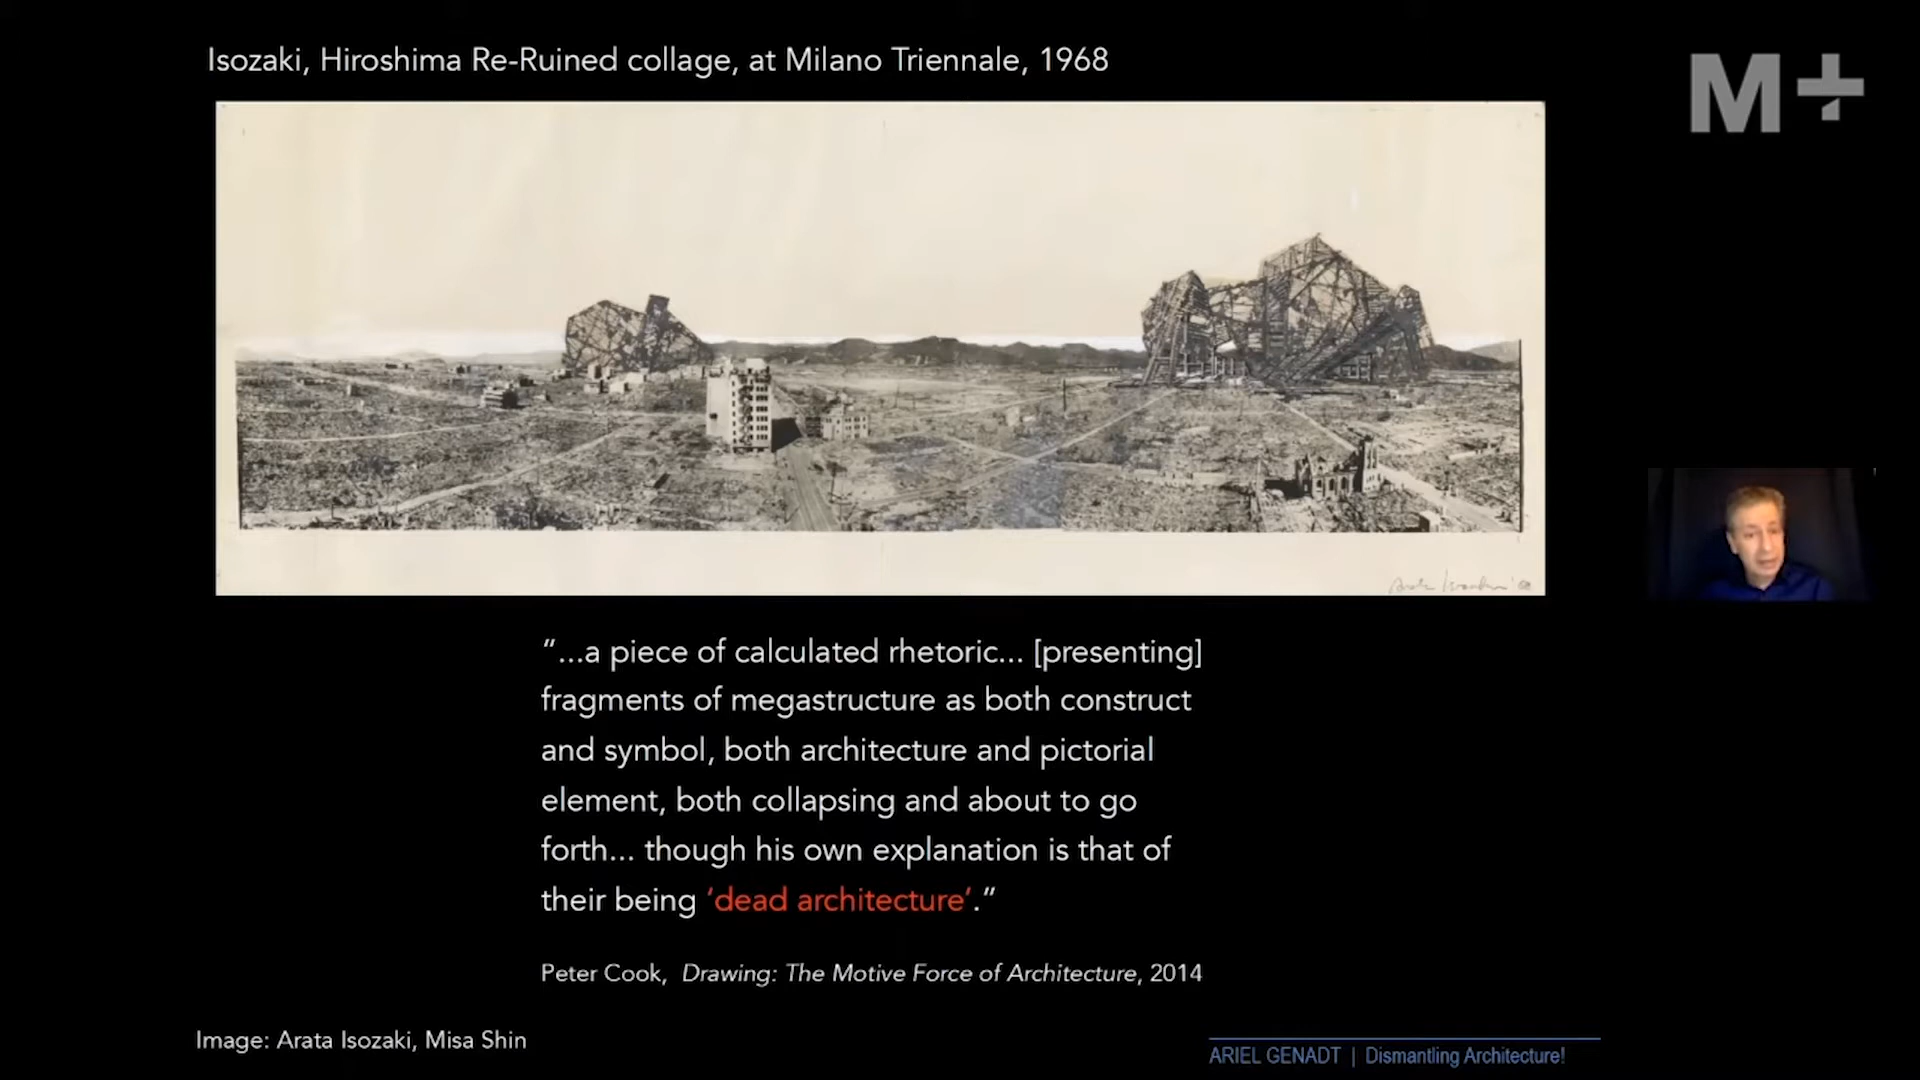 Isozaki, Hiroshima Re-Ruined collage, at Milano Triennale, 1968
M+
“...a piece of calculated rhetoric... [presenting]
fragments of megastructure as both construct
and symbol, both architecture and pictorial
element, both collapsing and about to go
forth... though his own explanation is that of
their being ‘dead architecture’.”
Peter Cook, Drawing: The Motive Force of Architecture, 2014
Image: Arata Isozaki, Misa Shin
ARIEL GENADT | Dismantling Architecture!